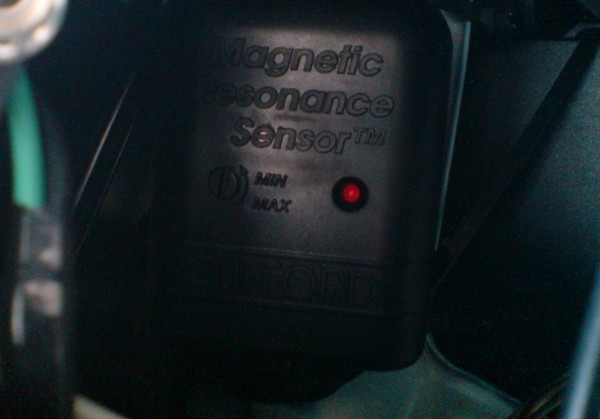 Magnetic
Resonance
Sensor™
MIN
MAX
CLIFFORD